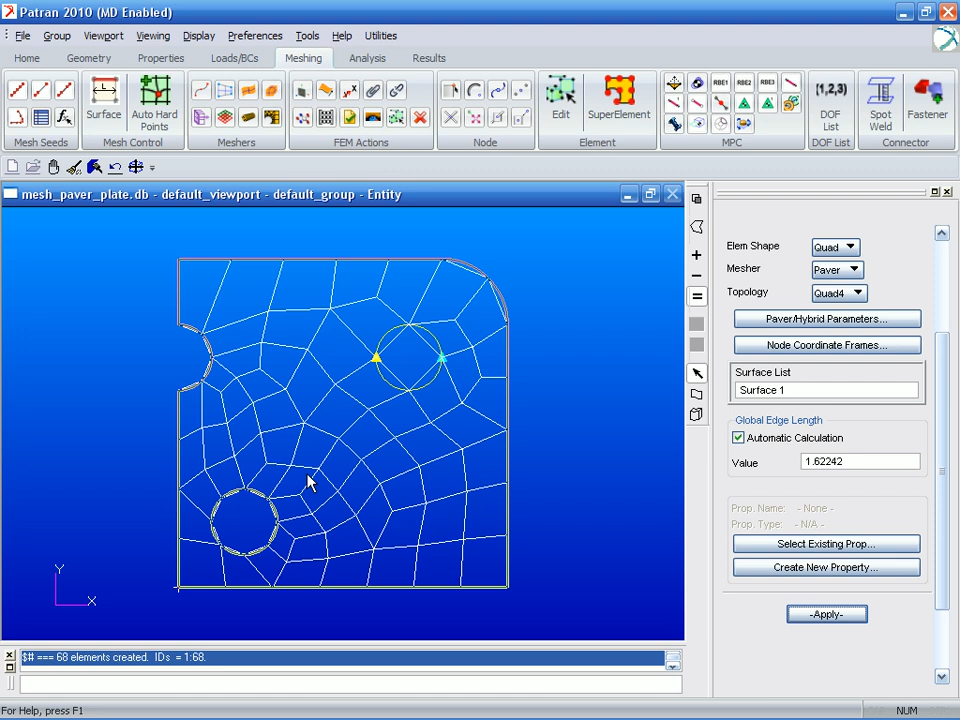 Patran 2010 (MD Enabled)
File Group Viewport Viewing Display Preferences Tools Help Utilities
Home Geometry Properties Loads/BCs Meshing Analysis Results
RBE1 RBE2 RBE3
(1,2,3)
Surface Auto Hard Points Edit SuperElement DOF List Spot Weld Fastener
Mesh Seeds Mesh Control Meshers FEM Actions Node Element MPC DOF List Connector
mesh_paver_plate.db - default_viewport - default_group - Entity
Elem Shape Quad
Mesher Paver
Topology Quad4
Paver/Hybrid Parameters...
Node Coordinate Frames...
Surface List
Surface 1
Global Edge Length
Automatic Calculation
Value 1.62242
Prop. Name: - None -
Prop. Type: - N/A -
Select Existing Prop...
Create New Property...
-Apply-
Y
X
$# === 68 elements created. IDs = 1:68.
For Help, press F1
NUM